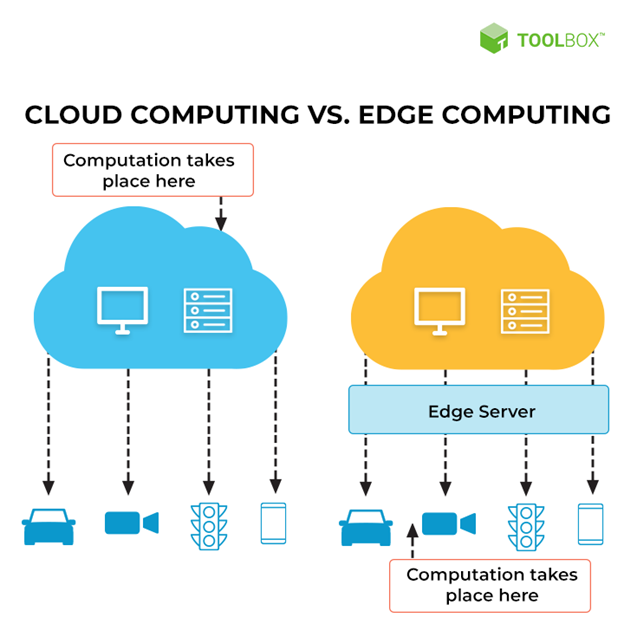 TOOLBOX™
CLOUD COMPUTING VS. EDGE COMPUTING
Computation takes
place here
Edge Server
Computation takes
place here